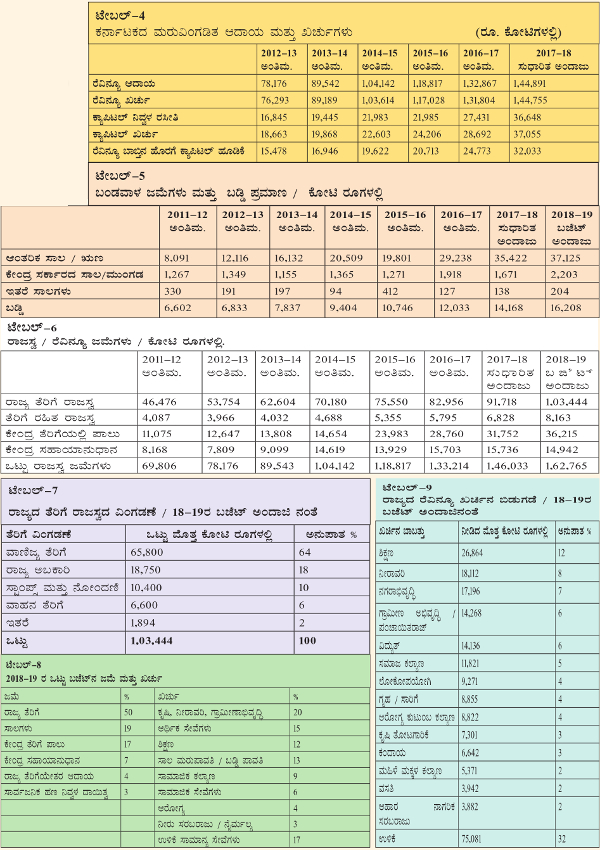 ಟೇಬಲ್–4
ಕರ್ನಾಟಕದ ಮರುವಿಂಗಡಿತ ಆದಾಯ ಮತ್ತು ಖರ್ಚುಗಳು (ರೂ. ಕೋಟಿಗಳಲ್ಲಿ)
2012–13 2013–14 2014–15 2015–16 2016–17 2017–18
ಅಂತಿಮ. ಅಂತಿಮ. ಅಂತಿಮ. ಅಂತಿಮ. ಅಂತಿಮ. ಸುಧಾರಿತ ಅಂದಾಜು
ರೆವಿನ್ಯೂ ಆದಾಯ 78,176 89,542 1,04,142 1,18,817 1,32,867 1,44,891
ರೆವಿನ್ಯೂ ಖರ್ಚು 76,293 89,189 1,03,614 1,17,028 1,31,804 1,44,755
ಕ್ಯಾಪಿಟಲ್ ನಿವ್ವಳ ರಸೀತಿ 16,845 19,445 21,983 21,985 27,431 36,648
ಕ್ಯಾಪಿಟಲ್ ಖರ್ಚು 18,663 19,868 22,603 24,206 28,692 37,055
ರೆವಿನ್ಯೂ ಬಾಬ್ತಿನ ಹೊರಗೆ ಕ್ಯಾಪಿಟಲ್ ಹೂಡಿಕೆ 15,478 16,946 19,622 20,713 24,773 32,033
ಟೇಬಲ್–5
ಬಂಡವಾಳ ಜಮೆಗಳು ಮತ್ತು ಬಡ್ಡಿ ಪ್ರಮಾಣ / ಕೋಟಿ ರೂಗಳಲ್ಲಿ
2011–12 2012–13 2013–14 2014–15 2015–16 2016–17 2017–18 2018–19
ಅಂತಿಮ. ಅಂತಿಮ. ಅಂತಿಮ. ಅಂತಿಮ. ಅಂತಿಮ. ಅಂತಿಮ. ಸುಧಾರಿತ ಬಜೆಟ್
ಅಂದಾಜು ಅಂದಾಜು
ಆಂತರಿಕ ಸಾಲ / ಋಣ 8,091 12,116 16,132 20,509 19,801 29,238 35,422 37,125
ಕೇಂದ್ರ ಸರ್ಕಾರದ ಸಾಲ/ಮುಂಗಡ 1,267 1,349 1,155 1,365 1,271 1,918 1,671 2,203
ಇತರೆ ಸಾಲಗಳು 330 191 197 94 412 127 138 204
ಬಡ್ಡಿ 6,602 6,833 7,837 9,404 10,746 12,033 14,168 16,208
ಟೇಬಲ್–6
ರಾಜಸ್ವ / ರೆವಿನ್ಯೂ ಜಮೆಗಳು / ಕೋಟಿ ರೂಗಳಲ್ಲಿ.
2011–12 2012–13 2013–14 2014–15 2015–16 2016–17 2017–18 2018–19
ಅಂತಿಮ. ಅಂತಿಮ. ಅಂತಿಮ. ಅಂತಿಮ. ಅಂತಿಮ. ಅಂತಿಮ. ಸುಧಾರಿತ ಬಜೆಟ್
ಅಂದಾಜು ಅಂದಾಜು
ರಾಜ್ಯ ತೆರಿಗೆ ರಾಜಸ್ವ 46,476 53,754 62,604 70,180 75,550 82,956 91,718 1,03,444
ತೆರಿಗೆ ರಹಿತ ರಾಜಸ್ವ 4,087 3,966 4,032 4,688 5,355 5,795 6,828 8,163
ಕೇಂದ್ರ ತೆರಿಗೆಯಲ್ಲಿ ಪಾಲು 11,075 12,647 13,808 14,654 23,983 28,760 31,752 36,215
ಕೇಂದ್ರ ಸಹಾಯಾನುಧಾನ 8,168 7,809 9,099 14,619 13,929 15,703 15,736 14,942
ಒಟ್ಟು ರಾಜಸ್ವ ಜಮೆಗಳು 69,806 78,176 89,543 1,04,142 1,18,817 1,33,214 1,46,033 1,62,765
ಟೇಬಲ್–7
ರಾಜ್ಯದ ತೆರಿಗೆ ರಾಜಸ್ವದ ವಿಂಗಡಣೆ / 18–19ರ ಬಜೆಟ್ ಅಂದಾಜಿ ನಂತೆ
ತೆರಿಗೆ ವಿಂಗಡಣೆ ಒಟ್ಟು ಮೊತ್ತ ಕೋಟಿ ರೂಗಳಲ್ಲಿ ಅನುಪಾತ %
ವಾಣಿಜ್ಯ ತೆರಿಗೆ 65,800 64
ರಾಜ್ಯ ಅಬಕಾರಿ 18,750 18
ಸ್ಟಾಂಪ್ಸ್ ಮತ್ತು ನೋಂದಣಿ 10,400 10
ವಾಹನ ತೆರಿಗೆ 6,600 6
ಇತರೆ 1,894 2
ಒಟ್ಟು 1,03,444 100
ಟೇಬಲ್–8
2018–19 ರ ಒಟ್ಟು ಬಜೆಟ್‌ನ ಜಮೆ ಮತ್ತು ಖರ್ಚು
ಜಮೆ % ಖರ್ಚು %
ರಾಜ್ಯ ತೆರಿಗೆ 50 ಕೃಷಿ, ನೀರಾವರಿ, ಗ್ರಾಮೀಣಾಭಿವೃದ್ಧಿ 20
ಸಾಲಗಳು 19 ಆರ್ಥಿಕ ಸೇವೆಗಳು 15
ಕೇಂದ್ರ ತೆರಿಗೆ ಪಾಲು 17 ಶಿಕ್ಷಣ 12
ಕೇಂದ್ರ ಸಹಾಯಾನುಧಾನ 7 ಸಾಲ ಮರುಪಾವತಿ / ಬಡ್ಡಿ ಪಾವತಿ 13
ರಾಜ್ಯ ತೆರಿಗೆಯೇತರ ಆದಾಯ 4 ಸಾಮಾಜಿಕ ಕಲ್ಯಾಣ 9
ಸಾರ್ವಜನಿಕ ಹಣ ನಿವ್ವಳ ದಾಯಿತ್ವ 3 ಸಾಮಾಜಿಕ ಸೇವೆಗಳು 6
ಆರೋಗ್ಯ 4
ನೀರು ಸರಬರಾಜು / ನೈರ್ಮಲ್ಯ 3
ಉಳಿಕೆ ಸಾಮಾನ್ಯ ಸೇವೆಗಳು 17
ಟೇಬಲ್–9
ರಾಜ್ಯದ ರೆವಿನ್ಯೂ ಖರ್ಚಿನ ಬಿಡುಗಡೆ / 18–19ರ
ಬಜೆಟ್ ಅಂದಾಜಿನಂತೆ
ಖರ್ಚಿನ ಬಾಬತ್ತು ನೀಡಿದ ಮೊತ್ತ ಕೋಟಿ ರೂಗಳಲ್ಲಿ ಅನುಪಾತ %
ಶಿಕ್ಷಣ 26,864 12
ನೀರಾವರಿ 18,112 8
ನಗರಾಭಿವೃದ್ಧಿ 17,196 7
ಗ್ರಾಮೀಣ ಅಭಿವೃದ್ಧಿ / 14,268 6
ಪಂಚಾಯಿತರಾಜ್
ವಿದ್ಯುತ್ 14,136 6
ಸಮಾಜ ಕಲ್ಯಾಣ 11,821 5
ಲೋಕೋಪಯೋಗಿ 9,271 4
ಗೃಹ / ಸಾರಿಗೆ 8,855 4
ಆರೋಗ್ಯ ಕುಟುಂಬ ಕಲ್ಯಾಣ 8,822 4
ಕೃಷಿ ತೋಟಗಾರಿಕೆ 7,301 3
ಕಂದಾಯ 6,642 3
ಮಹಿಳೆ ಮಕ್ಕಳ ಕಲ್ಯಾಣ 5,371 2
ವಸತಿ 3,942 2
ಆಹಾರ ನಾಗರಿಕ 3,882 2
ಸರಬರಾಜು
ಉಳಿಕೆ 75,081 32